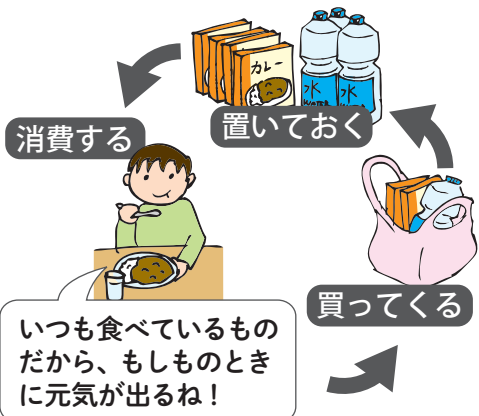 カレー
水
WATER
水
置いておく
消費する
買ってくる
いつも食べているもの
だから、もしものとき
に元気が出るね！